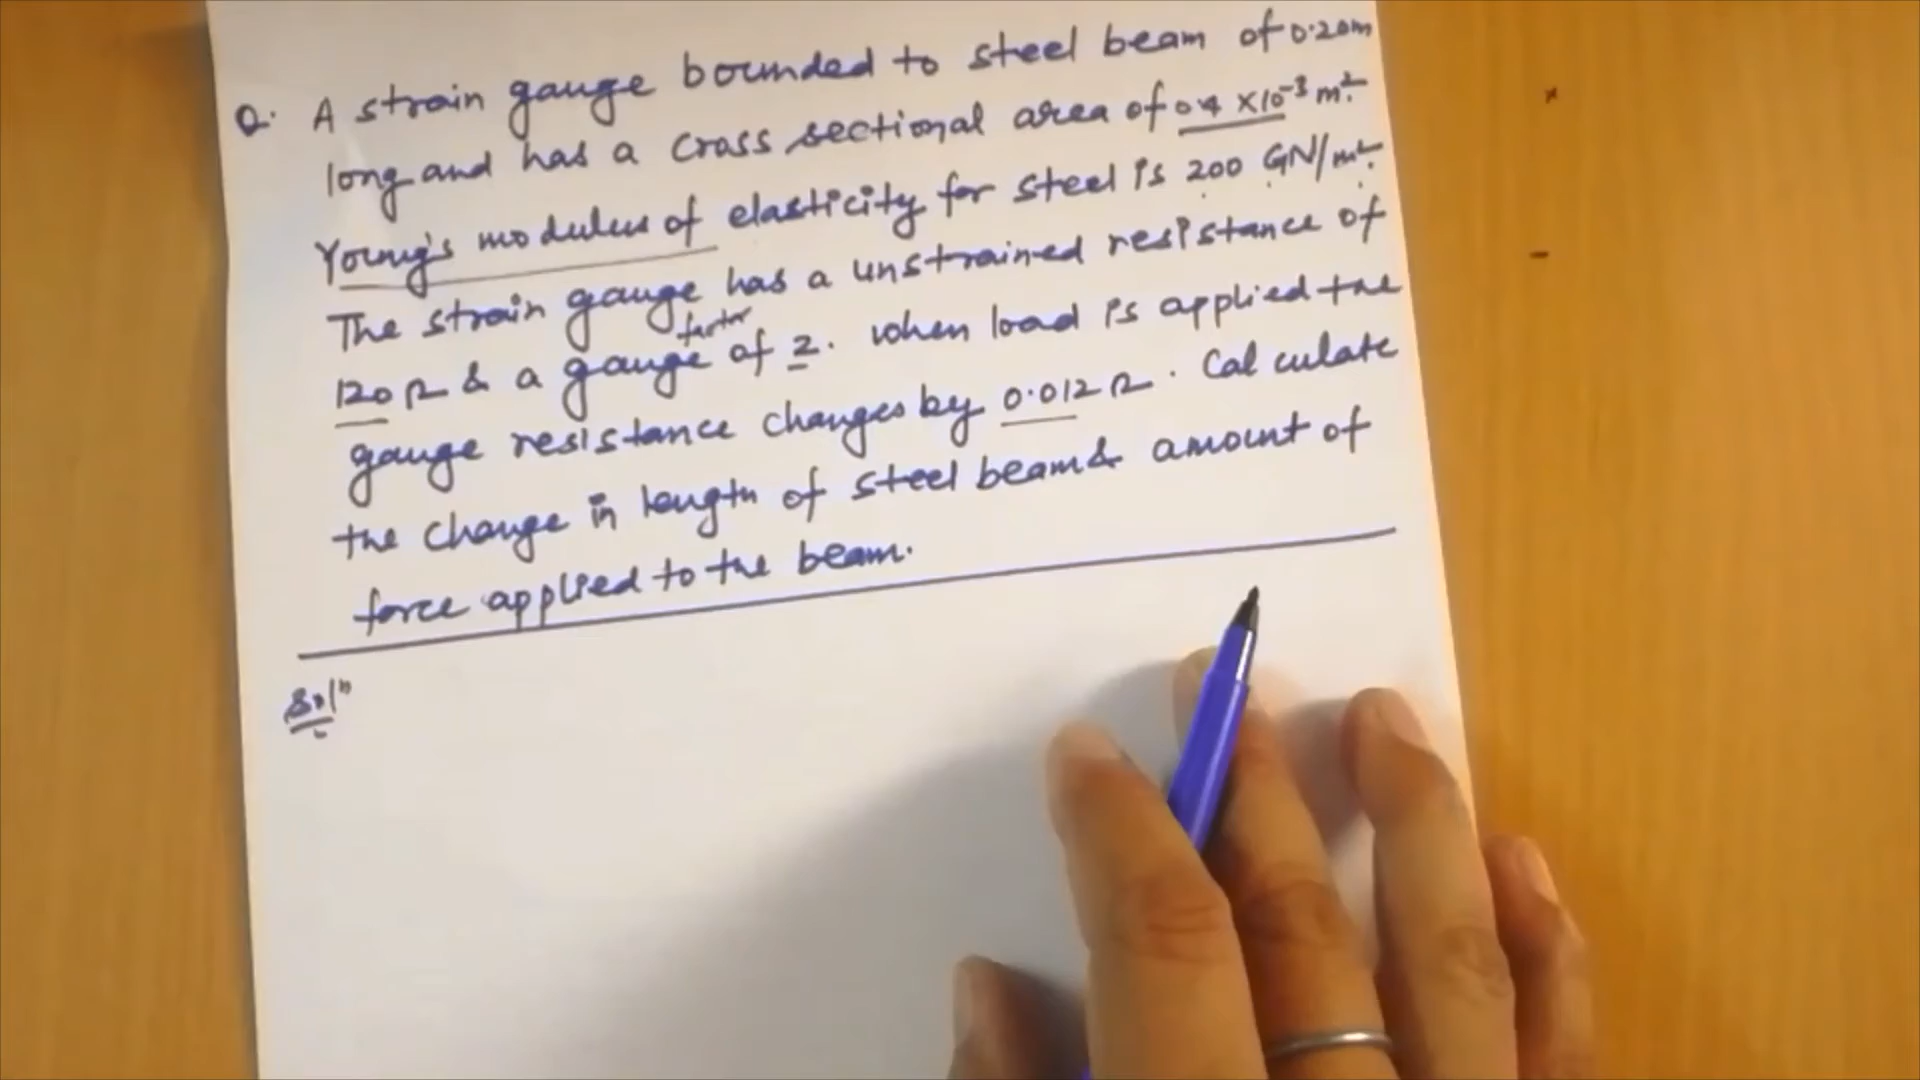 Q. A strain gauge bounded to steel beam of 0.20m
long and has a cross sectional area of 0.4 ×10⁻³ m².
Young's modulus of elasticity for steel is 200 GN/m².
The strain gauge has a unstrained resistance of
factor
120 Ω & a gauge of 2. When load is applied the
gauge resistance changes by 0.012 Ω. Calculate
the change in length of steel beam & amount of
force applied to the beam.
Solⁿ